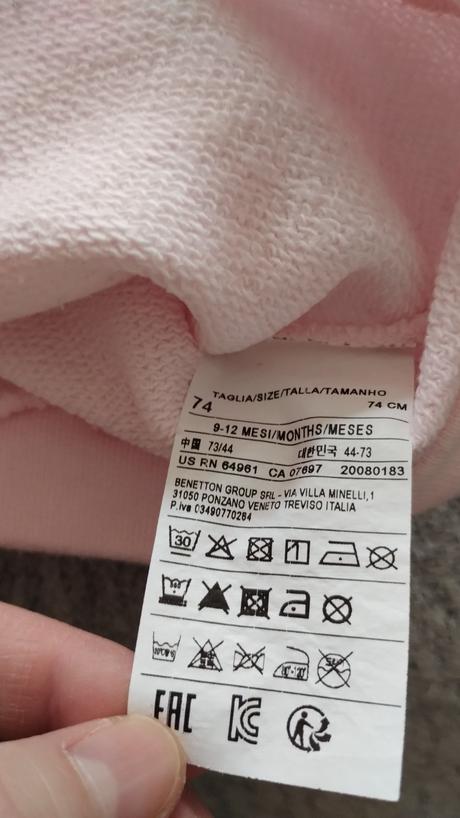 TAGLIA/SIZE/TALLA/TAMANHO
74 74 CM
9-12 MESI/MONTHS/MESES
中国 73/44 대한민국 44-73
US RN 64961 CA 07697 20080183
BENETTON GROUP SRL - VIA VILLA MINELLI,1
31050 PONZANO VENETO TREVISO ITALIA
P.iva 03490770264
30
EAC